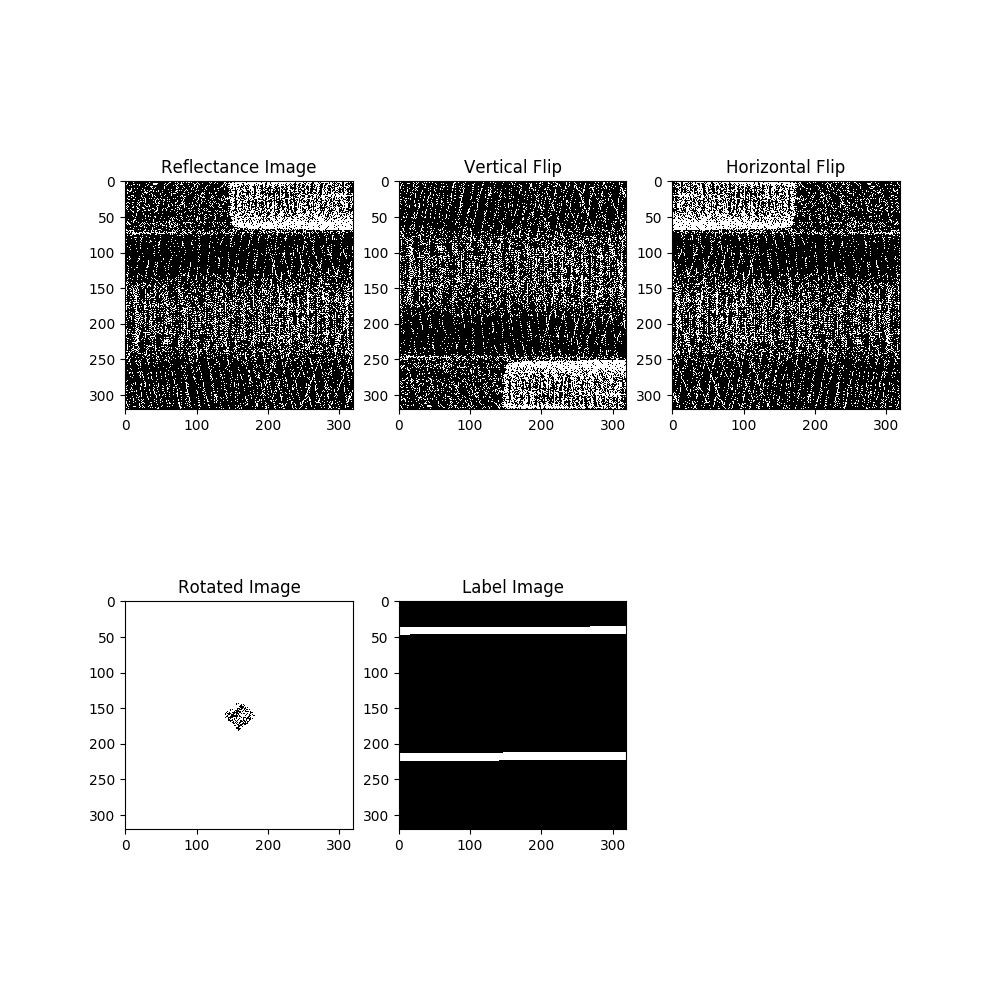 Reflectance Image Vertical Flip Horizontal Flip
0 0 0
50 50 50
100 100 100
150 150 150
200 200 200
250 250 250
300 300 300
0 100 200 300 0 100 200 300 0 100 200 300
Rotated Image Label Image
0 0
50 50
100 100
150 150
200 200
250 250
300 300
0 100 200 300 0 100 200 300